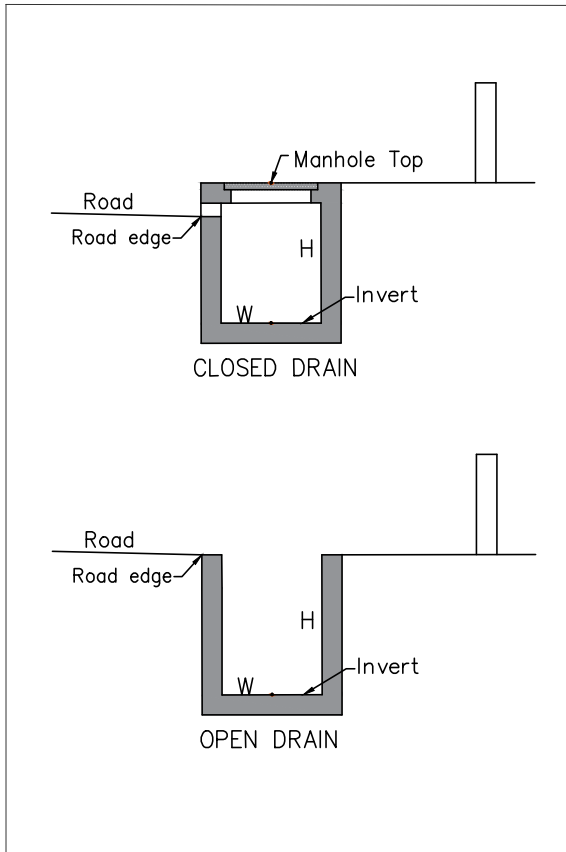 Manhole Top
Road
Road edge
H
Invert
W
CLOSED DRAIN
Road
Road edge
H
Invert
W
OPEN DRAIN